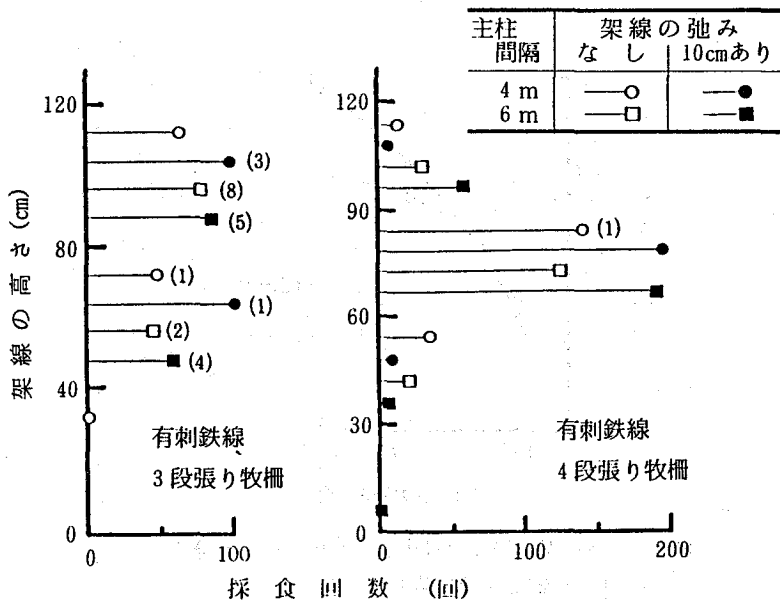 主柱間隔 架線の弛み
なし 10cmあり
4m
6m
架線の高さ(cm)
120
(3)
(8)
(5)
80
(1)
(1)
(2)
(4)
40
有刺鉄線
3段張り牧柵
0
0 100
120
90
(1)
60
30
有刺鉄線
4段張り牧柵
0
0 100 200
採食回数 (回)